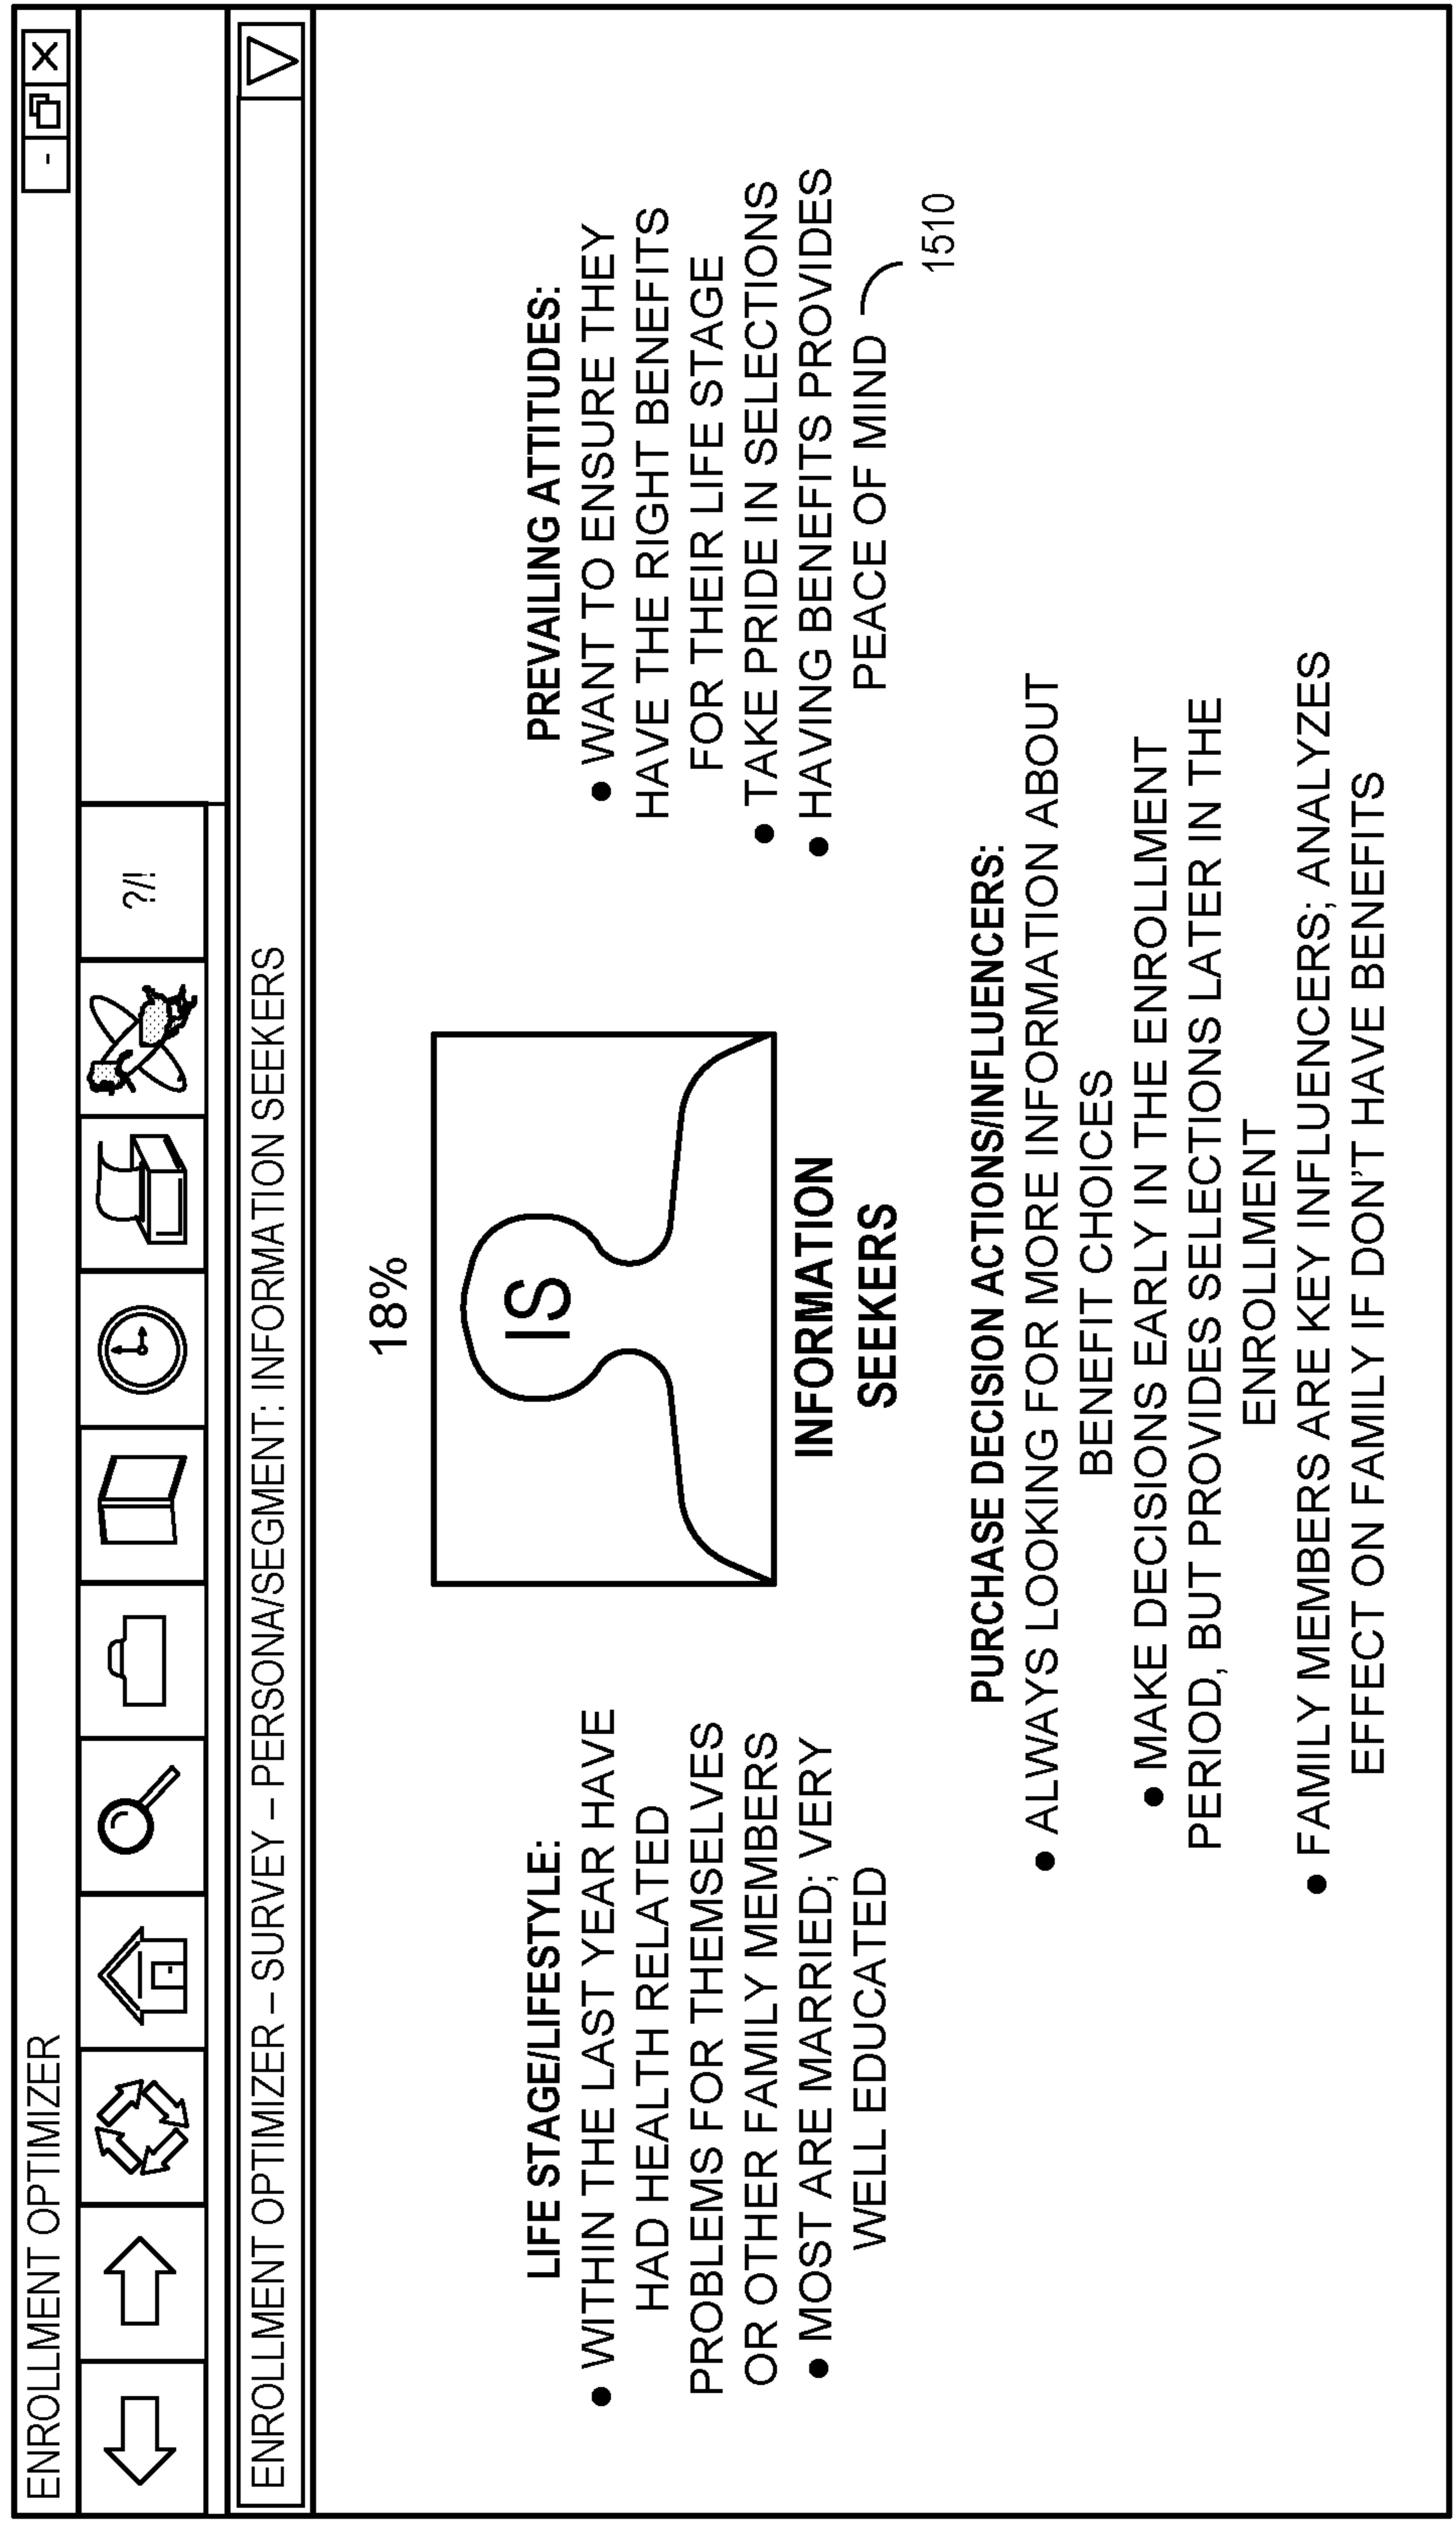 ENROLLMENT OPTIMIZER
- X
?/!
ENROLLMENT OPTIMIZER – SURVEY – PERSONA/SEGMENT: INFORMATION SEEKERS
18%
IS
INFORMATION
SEEKERS
LIFE STAGE/LIFESTYLE:
• WITHIN THE LAST YEAR HAVE
HAD HEALTH RELATED
PROBLEMS FOR THEMSELVES
OR OTHER FAMILY MEMBERS
• MOST ARE MARRIED; VERY
WELL EDUCATED
PREVAILING ATTITUDES:
• WANT TO ENSURE THEY
HAVE THE RIGHT BENEFITS
FOR THEIR LIFE STAGE
• TAKE PRIDE IN SELECTIONS
• HAVING BENEFITS PROVIDES
PEACE OF MIND
1510
PURCHASE DECISION ACTIONS/INFLUENCERS:
• ALWAYS LOOKING FOR MORE INFORMATION ABOUT
BENEFIT CHOICES
• MAKE DECISIONS EARLY IN THE ENROLLMENT
PERIOD, BUT PROVIDES SELECTIONS LATER IN THE
ENROLLMENT
• FAMILY MEMBERS ARE KEY INFLUENCERS; ANALYZES
EFFECT ON FAMILY IF DON'T HAVE BENEFITS